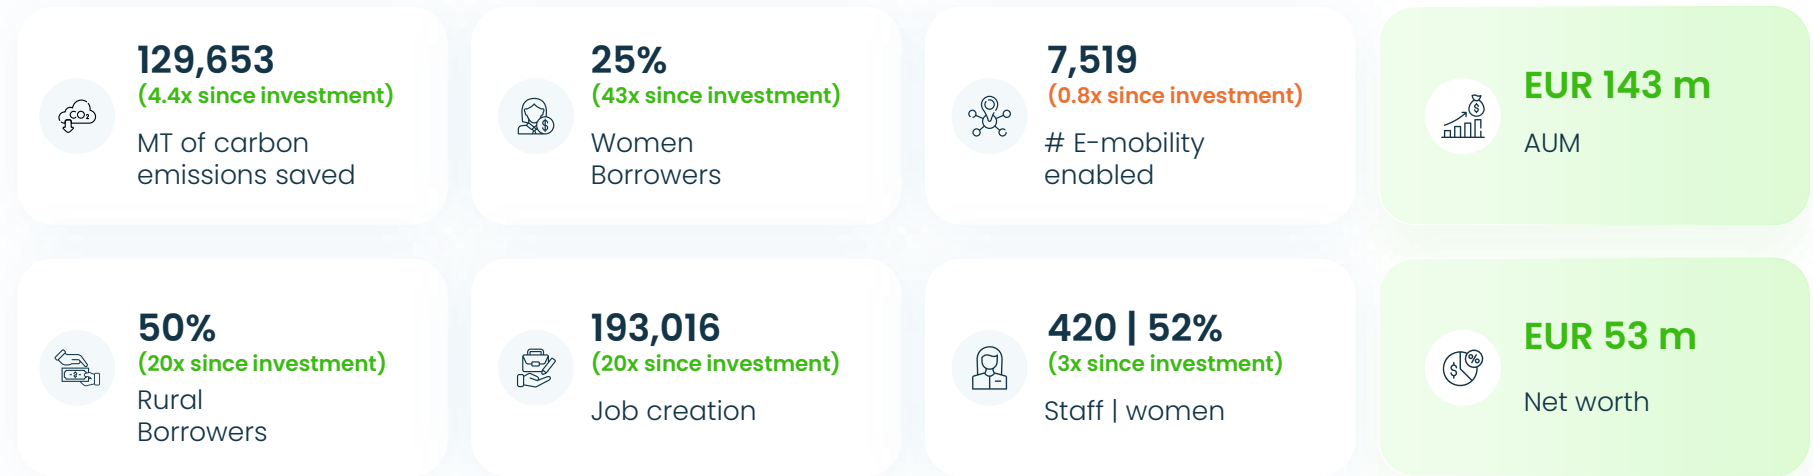 129,653
(4.4x since investment)
MT of carbon
emissions saved
25%
(43x since investment)
Women
Borrowers
7,519
(0.8x since investment)
# E-mobility
enabled
EUR 143 m
AUM
50%
(20x since investment)
Rural
Borrowers
193,016
(20x since investment)
Job creation
420 | 52%
(3x since investment)
Staff | women
EUR 53 m
Net worth